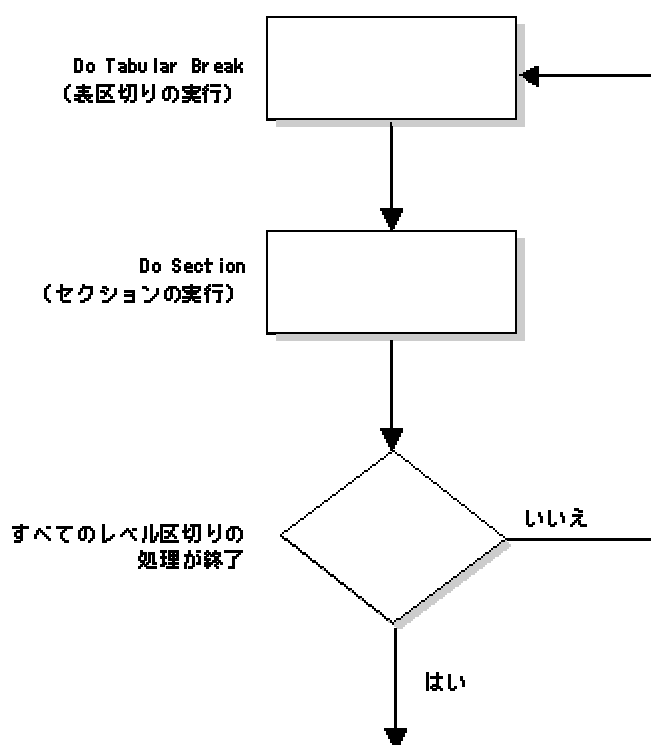 Do Tabular Break
（表区切りの実行）
Do Section
（セクションの実行）
すべてのレベル区切りの
処理が終了
いいえ
はい